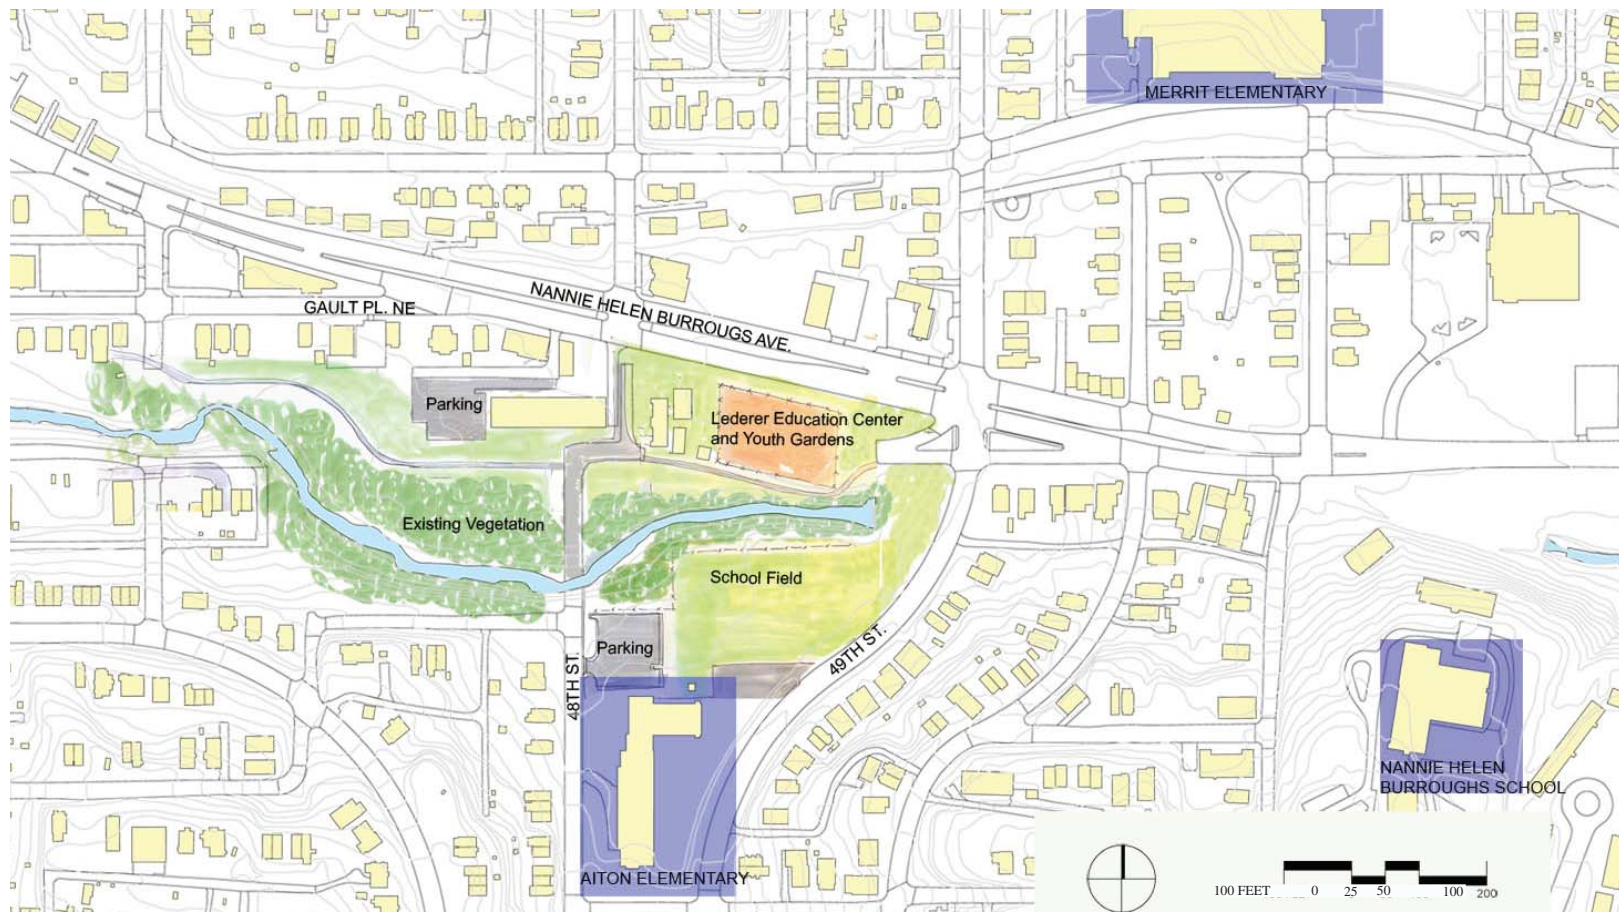 MERRIT ELEMENTARY
GAULT PL. NE
NANNIE HELEN BURROUGS AVE.
Parking
Lederer Education Center
and Youth Gardens
Existing Vegetation
School Field
Parking
49TH ST.
48TH ST.
NANNIE HELEN
BURROUGHS SCHOOL
AITON ELEMENTARY
100 FEET 0 25 50 100 200